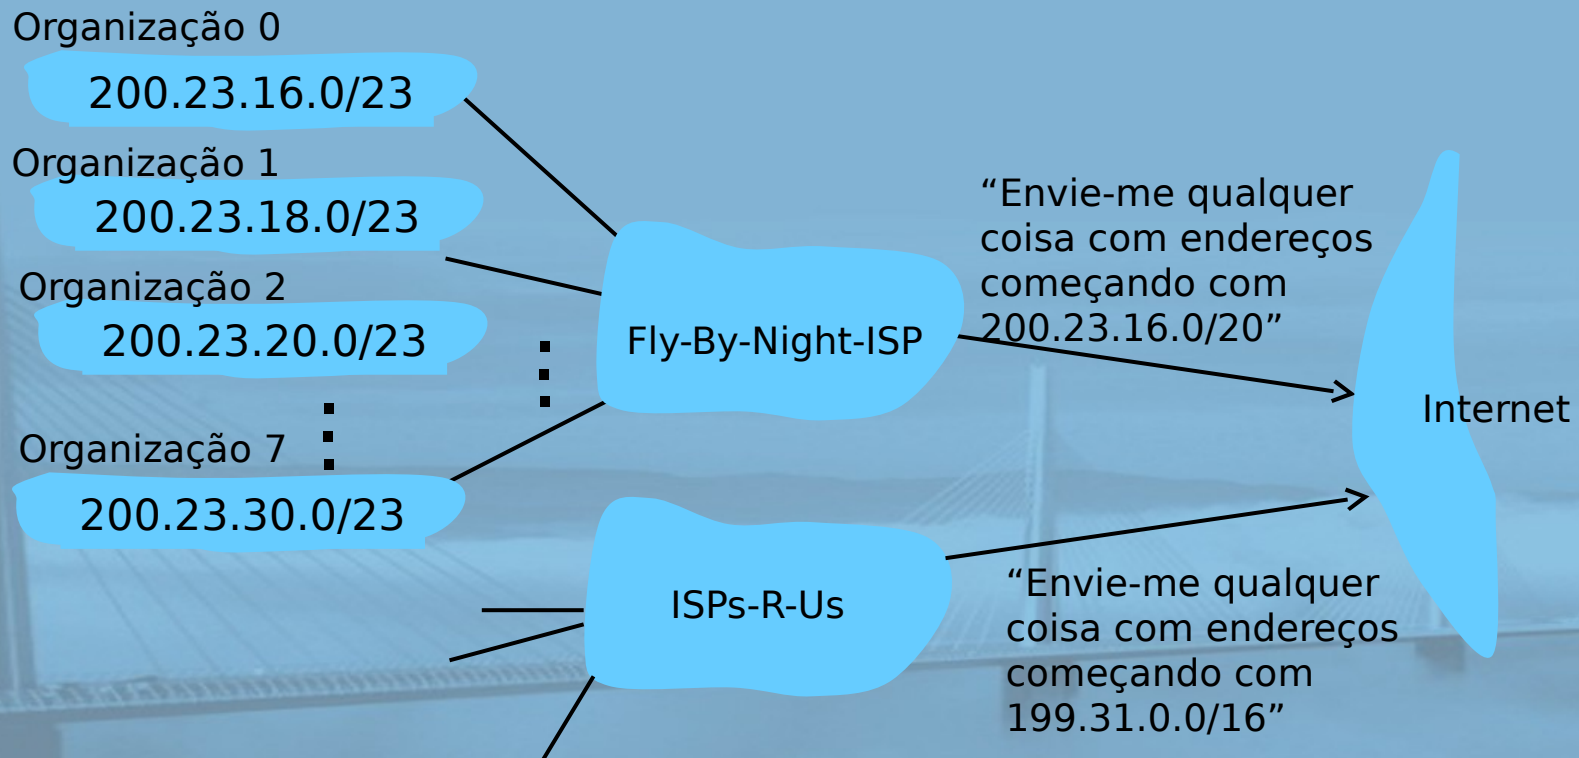 Organização 0
200.23.16.0/23
Organização 1
200.23.18.0/23
Organização 2
200.23.20.0/23
Organização 7
200.23.30.0/23
Fly-By-Night-ISP
“Envie-me qualquer
coisa com endereços
começando com
200.23.16.0/20”
Internet
ISPs-R-Us
“Envie-me qualquer
coisa com endereços
começando com
199.31.0.0/16”